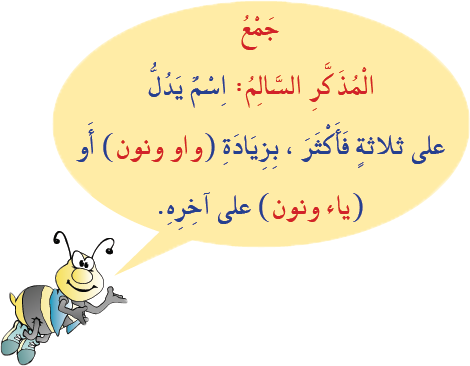 جَمْعُ
الْمُذَكَّرِ السَّالِمُ: اِسْمٌ يَدُلُّ
على ثلاثةٍ فَأَكْثَرَ ، بِزِيَادَةِ (واو ونون) أَو
(ياء ونون) على آخِرِهِ.